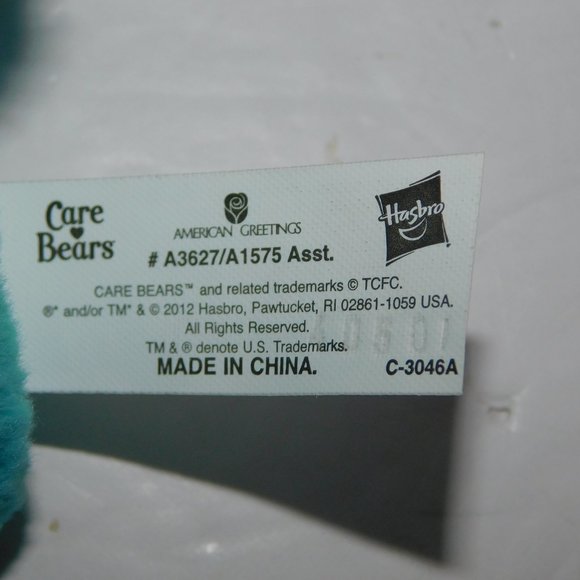 Care Bears
AMERICAN GREETINGS
Hasbro
# A3627/A1575 Asst.
CARE BEARS™ and related trademarks © TCFC.
®* and/or TM* & © 2012 Hasbro, Pawtucket, RI 02861-1059 USA.
All Rights Reserved.
TM & ® denote U.S. Trademarks.
MADE IN CHINA.
C-3046A